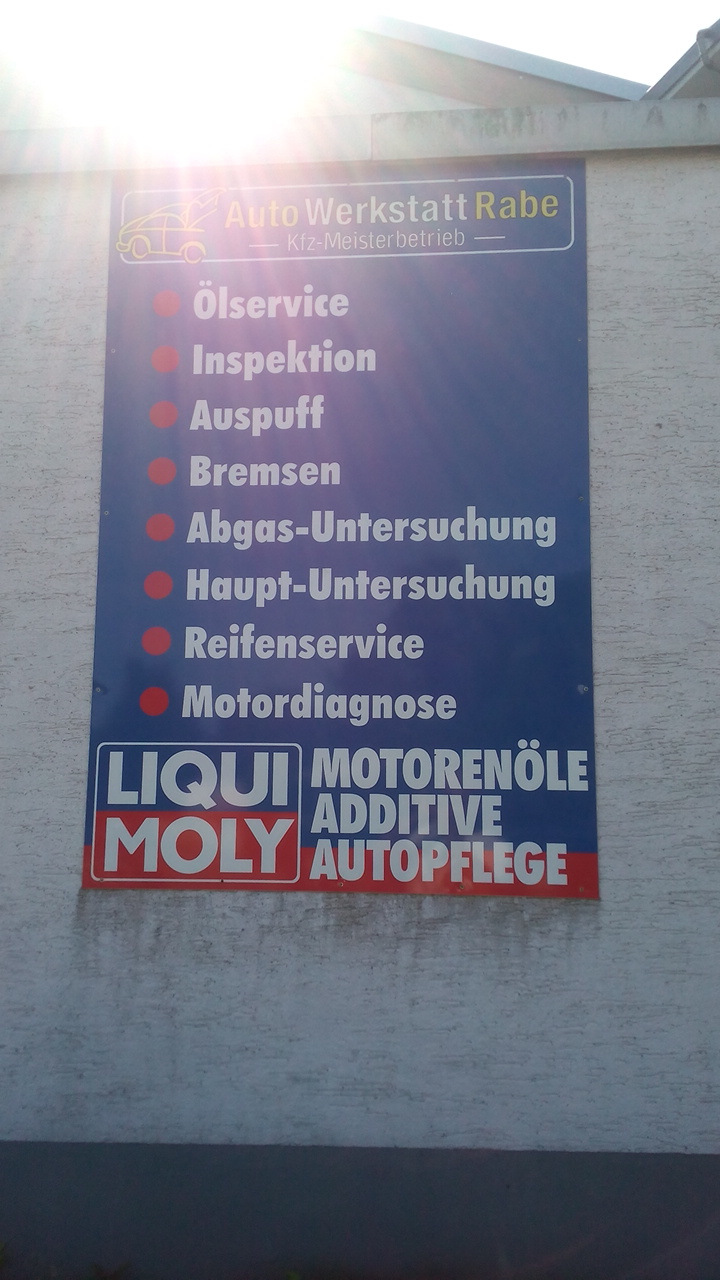 Auto Werkstatt Rabe
— Kfz-Meisterbetrieb —
Ölservice
Inspektion
Auspuff
Bremsen
Abgas-Untersuchung
Haupt-Untersuchung
Reifenservice
Motordiagnose
LIQUI
MOLY
MOTORENÖLE
ADDITIVE
AUTOPFLEGE